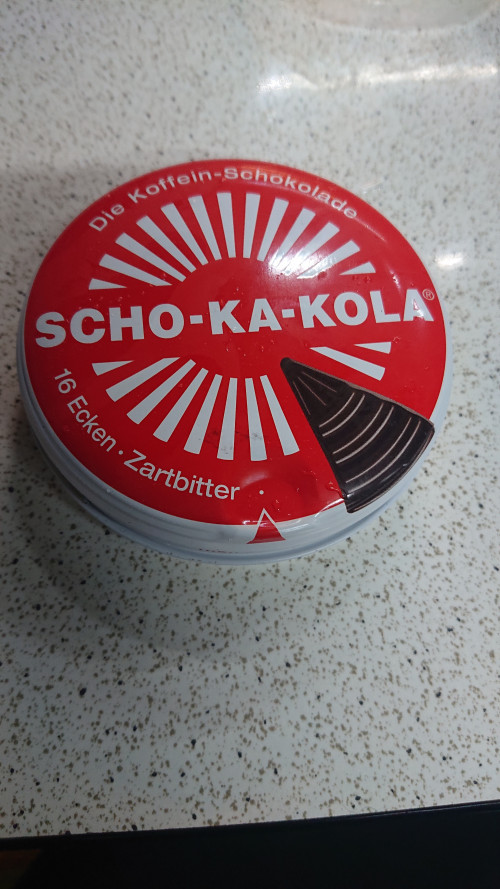 Die Koffein-Schokolade
SCHO-KA-KOLA®
16 Ecken · Zartbitter